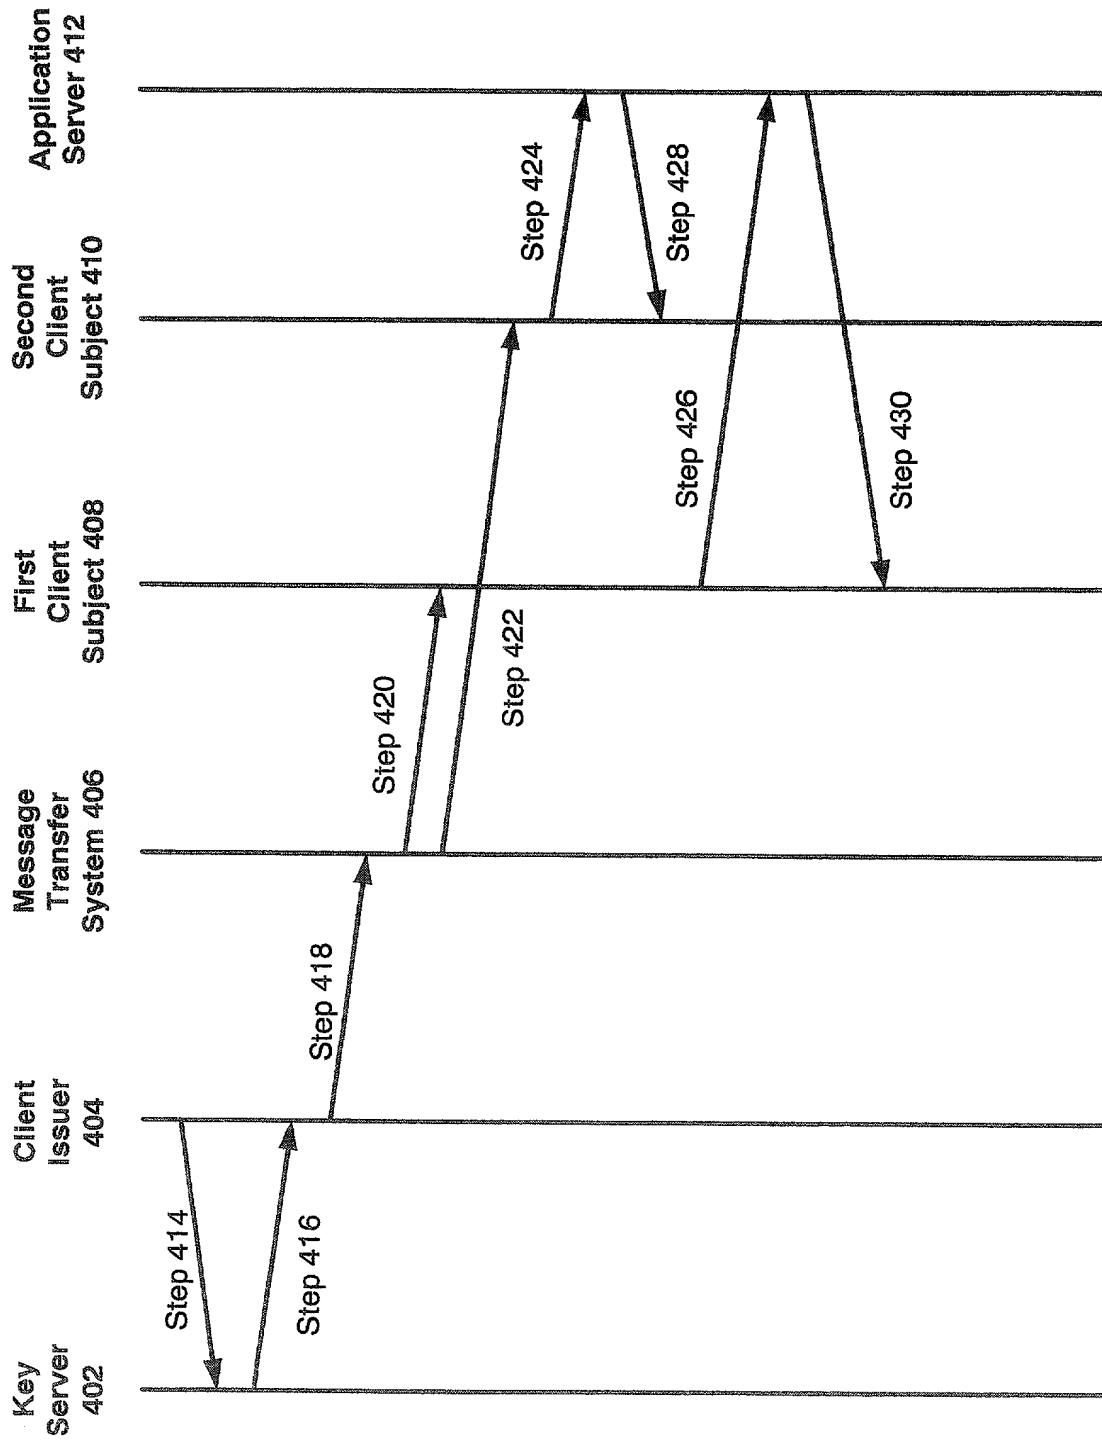 Key
Server
402
Client
Issuer
404
Message
Transfer
System 406
First
Client
Subject 408
Second
Client
Subject 410
Application
Server 412
Step 414
Step 416
Step 418
Step 420
Step 422
Step 424
Step 428
Step 426
Step 430